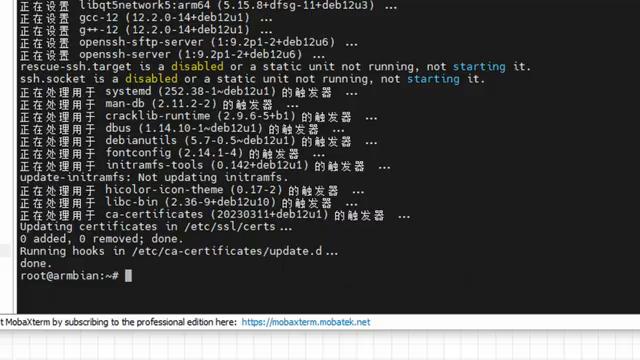 正在设置 libqt5network5:arm64 (5.15.8+dfsg-11+deb12u3) ...
正在设置 gcc-12 (12.2.0-14+deb12u1) ...
正在设置 g++-12 (12.2.0-14+deb12u1) ...
正在设置 openssh-sftp-server (1:9.2p1-2+deb12u6) ...
正在设置 openssh-server (1:9.2p1-2+deb12u6) ...
rescue-ssh.target is a disabled or a static unit not running, not starting it.
ssh.socket is a disabled or a static unit not running, not starting it.
正在处理用于 systemd (252.38-1~deb12u1) 的触发器 ...
正在处理用于 man-db (2.11.2-2) 的触发器 ...
正在处理用于 cracklib-runtime (2.9.6-5+b1) 的触发器 ...
正在处理用于 dbus (1.14.10-1~deb12u1) 的触发器 ...
正在处理用于 debianutils (5.7-0.5~deb12u1) 的触发器 ...
正在处理用于 fontconfig (2.14.1-4) 的触发器 ...
正在处理用于 initramfs-tools (0.142+deb12u1) 的触发器 ...
update-initramfs: Not updating initramfs.
正在处理用于 hicolor-icon-theme (0.17-2) 的触发器 ...
正在处理用于 libc-bin (2.36-9+deb12u10) 的触发器 ...
正在处理用于 ca-certificates (20230311+deb12u1) 的触发器 ...
Updating certificates in /etc/ssl/certs ...
0 added, 0 removed; done.
Running hooks in /etc/ca-certificates/update.d ...
done.
root@armbian:~#
t MobaXterm by subscribing to the professional edition here: https://mobaxterm.mobatek.net